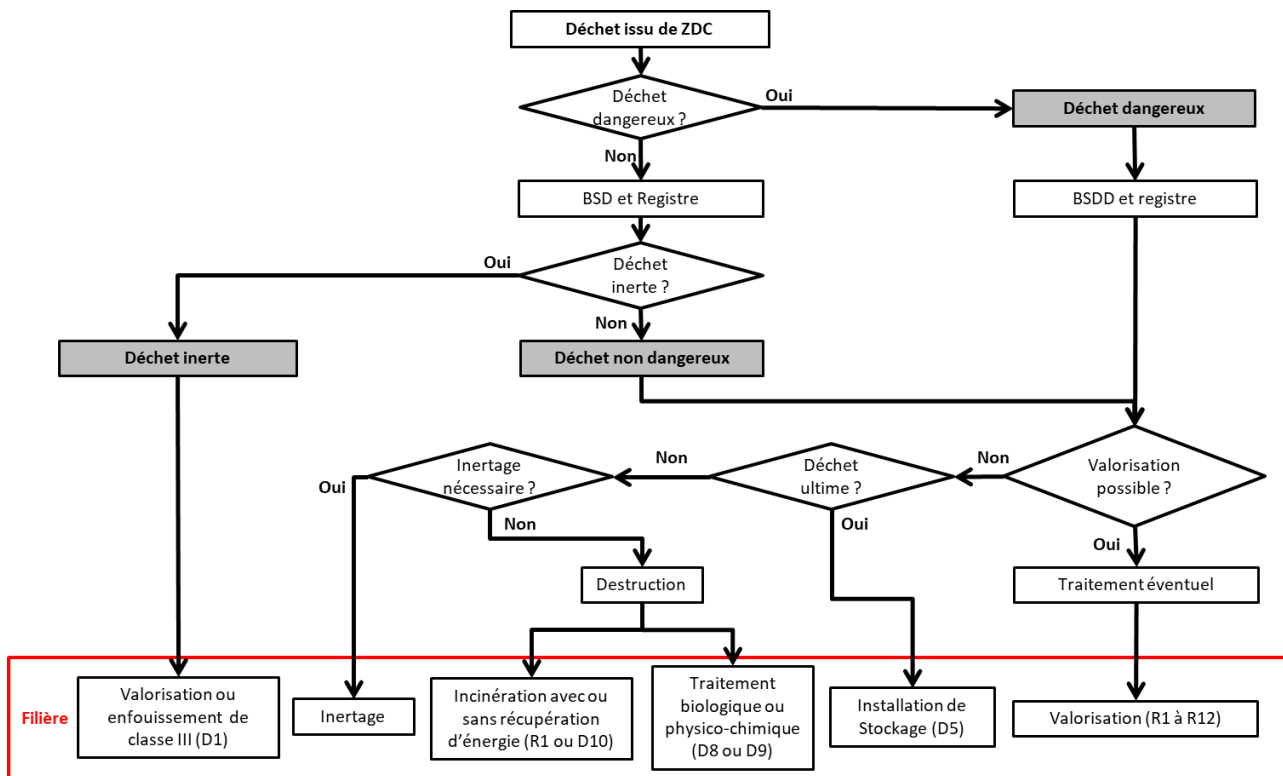 Déchet issu de ZDC
Déchet
dangereux ?
Oui
Déchet dangereux
Non
BSD et Registre
BSDD et registre
Oui
Déchet
inerte ?
Non
Déchet inerte
Déchet non dangereux
Inertage
nécessaire ?
Non
Déchet
ultime ?
Non
Valorisation
possible ?
Oui
Non
Oui
Oui
Destruction
Traitement éventuel
Filière
Valorisation ou
enfouissement de
classe III (D1)
Inertage
Incinération avec ou
sans récupération
d'énergie (R1 ou D10)
Traitement
biologique ou
physico-chimique
(D8 ou D9)
Installation de
Stockage (D5)
Valorisation (R1 à R12)